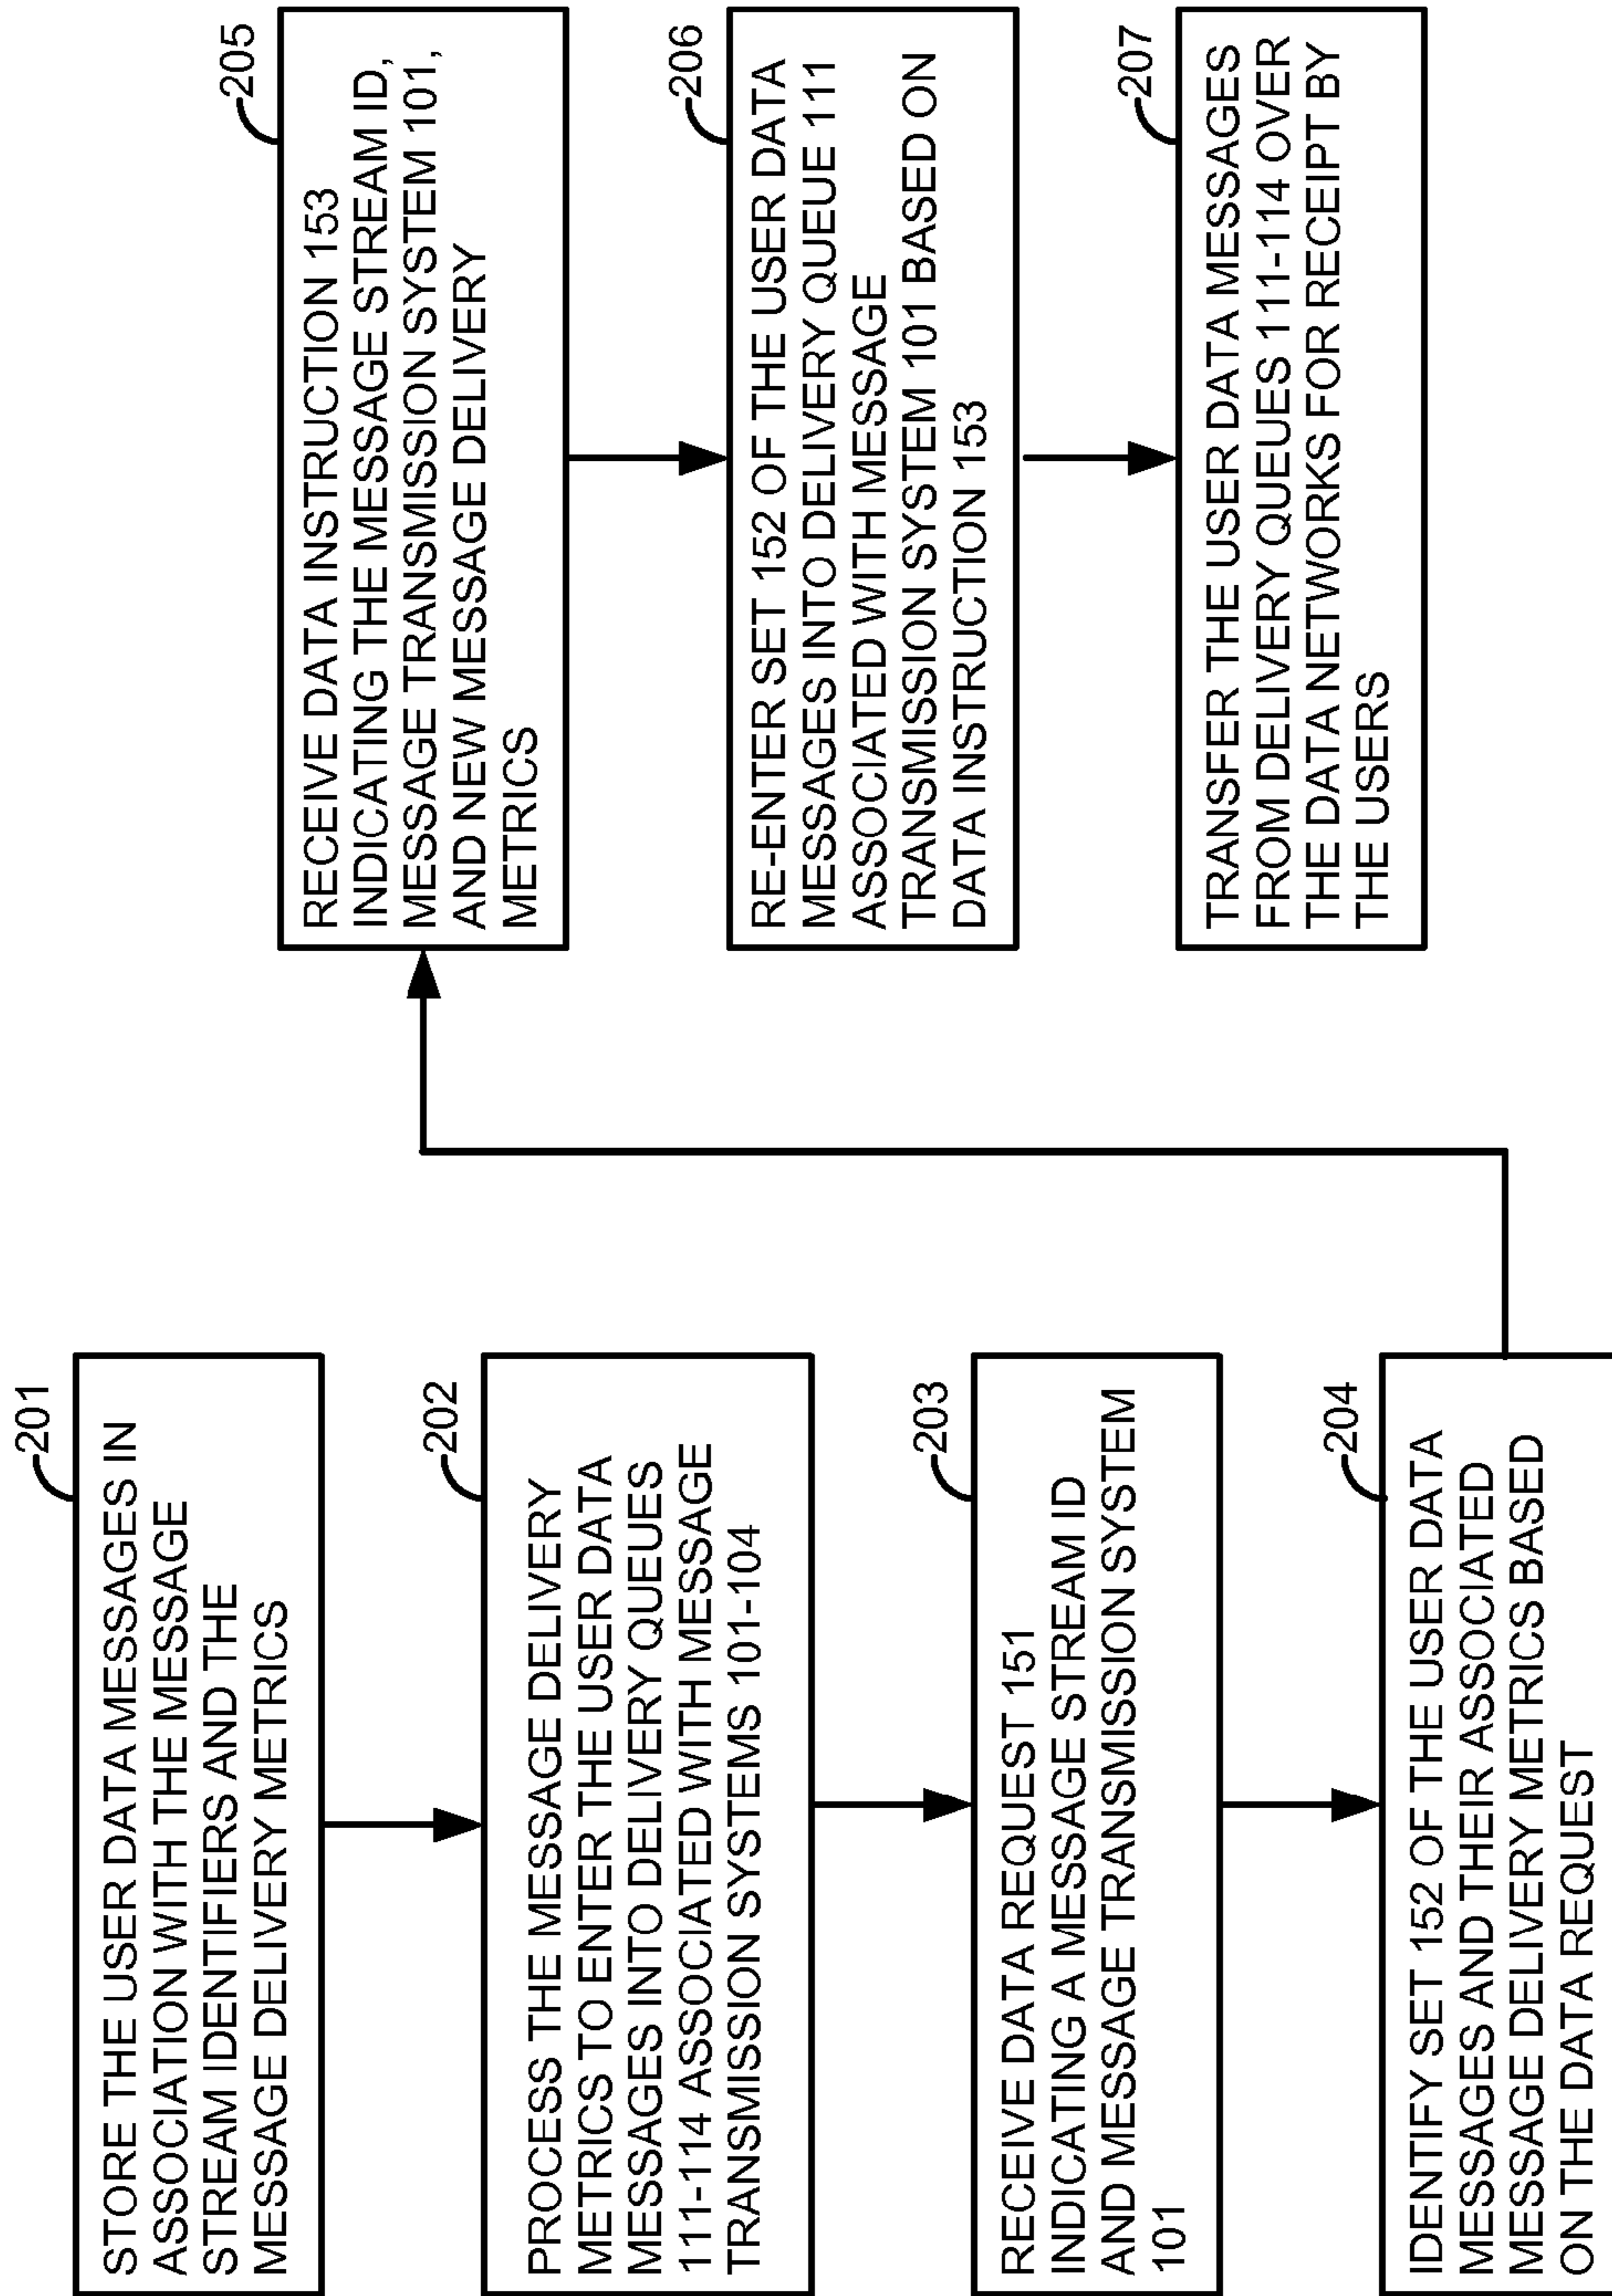 201
STORE THE USER DATA MESSAGES IN
ASSOCIATION WITH THE MESSAGE
STREAM IDENTIFIERS AND THE
MESSAGE DELIVERY METRICS
202
PROCESS THE MESSAGE DELIVERY
METRICS TO ENTER THE USER DATA
MESSAGES INTO DELIVERY QUEUES
111-114 ASSOCIATED WITH MESSAGE
TRANSMISSION SYSTEMS 101-104
203
RECEIVE DATA REQUEST 151
INDICATING A MESSAGE STREAM ID
AND MESSAGE TRANSMISSION SYSTEM
101
204
IDENTIFY SET 152 OF THE USER DATA
MESSAGES AND THEIR ASSOCIATED
MESSAGE DELIVERY METRICS BASED
ON THE DATA REQUEST
205
RECEIVE DATA INSTRUCTION 153
INDICATING THE MESSAGE STREAM ID,
MESSAGE TRANSMISSION SYSTEM 101,
AND NEW MESSAGE DELIVERY
METRICS
206
RE-ENTER SET 152 OF THE USER DATA
MESSAGES INTO DELIVERY QUEUE 111
ASSOCIATED WITH MESSAGE
TRANSMISSION SYSTEM 101 BASED ON
DATA INSTRUCTION 153
207
TRANSFER THE USER DATA MESSAGES
FROM DELIVERY QUEUES 111-114 OVER
THE DATA NETWORKS FOR RECEIPT BY
THE USERS